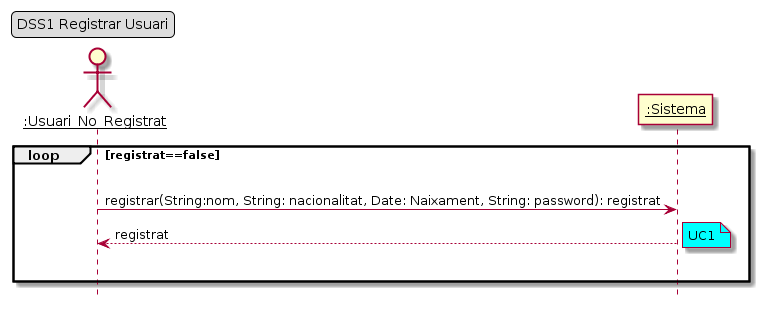 DSS1 Registrar Usuari
:Usuari No Registrat
:Sistema
loop [registrat==false]
registrar(String:nom, String: nacionalitat, Date: Naixament, String: password): registrat
registrat
UC1